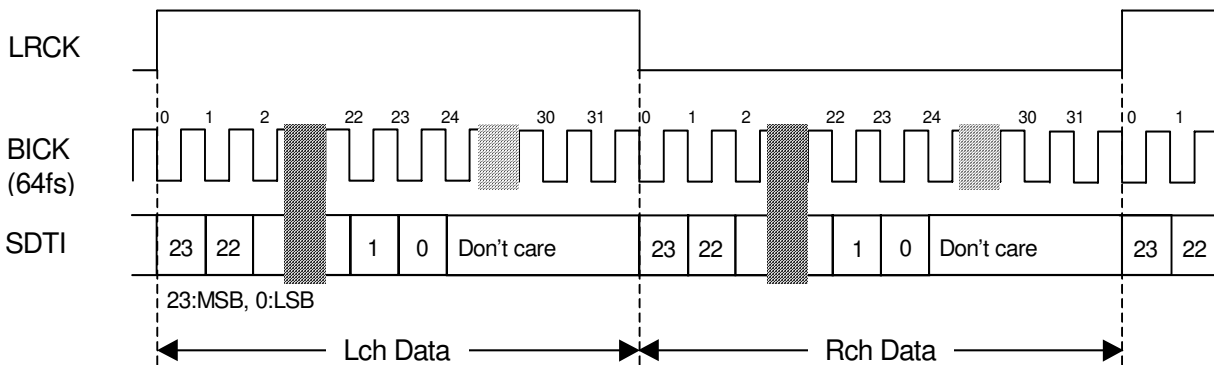 LRCK
0 1 2 22 23 24 30 31 0 1 2 22 23 24 30 31 0 1
BICK
(64fs)
SDTI 23 22 1 0 Don't care 23 22 1 0 Don't care 23 22
23:MSB, 0:LSB
Lch Data Rch Data